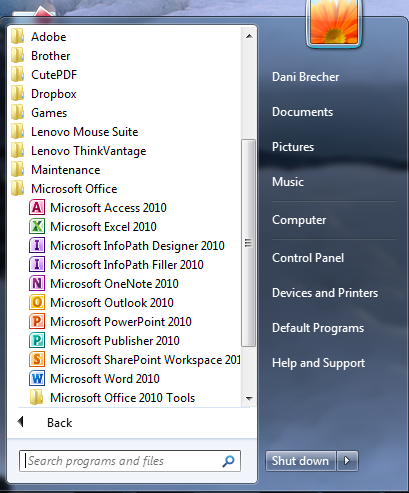 Adobe
Brother
CutePDF
Dropbox
Games
Lenovo Mouse Suite
Lenovo ThinkVantage
Maintenance
Microsoft Office
Microsoft Access 2010
Microsoft Excel 2010
Microsoft InfoPath Designer 2010
Microsoft InfoPath Filler 2010
Microsoft OneNote 2010
Microsoft Outlook 2010
Microsoft PowerPoint 2010
Microsoft Publisher 2010
Microsoft SharePoint Workspace 201
Microsoft Word 2010
Microsoft Office 2010 Tools
Back
Search programs and files
Dani Brecher
Documents
Pictures
Music
Computer
Control Panel
Devices and Printers
Default Programs
Help and Support
Shut down